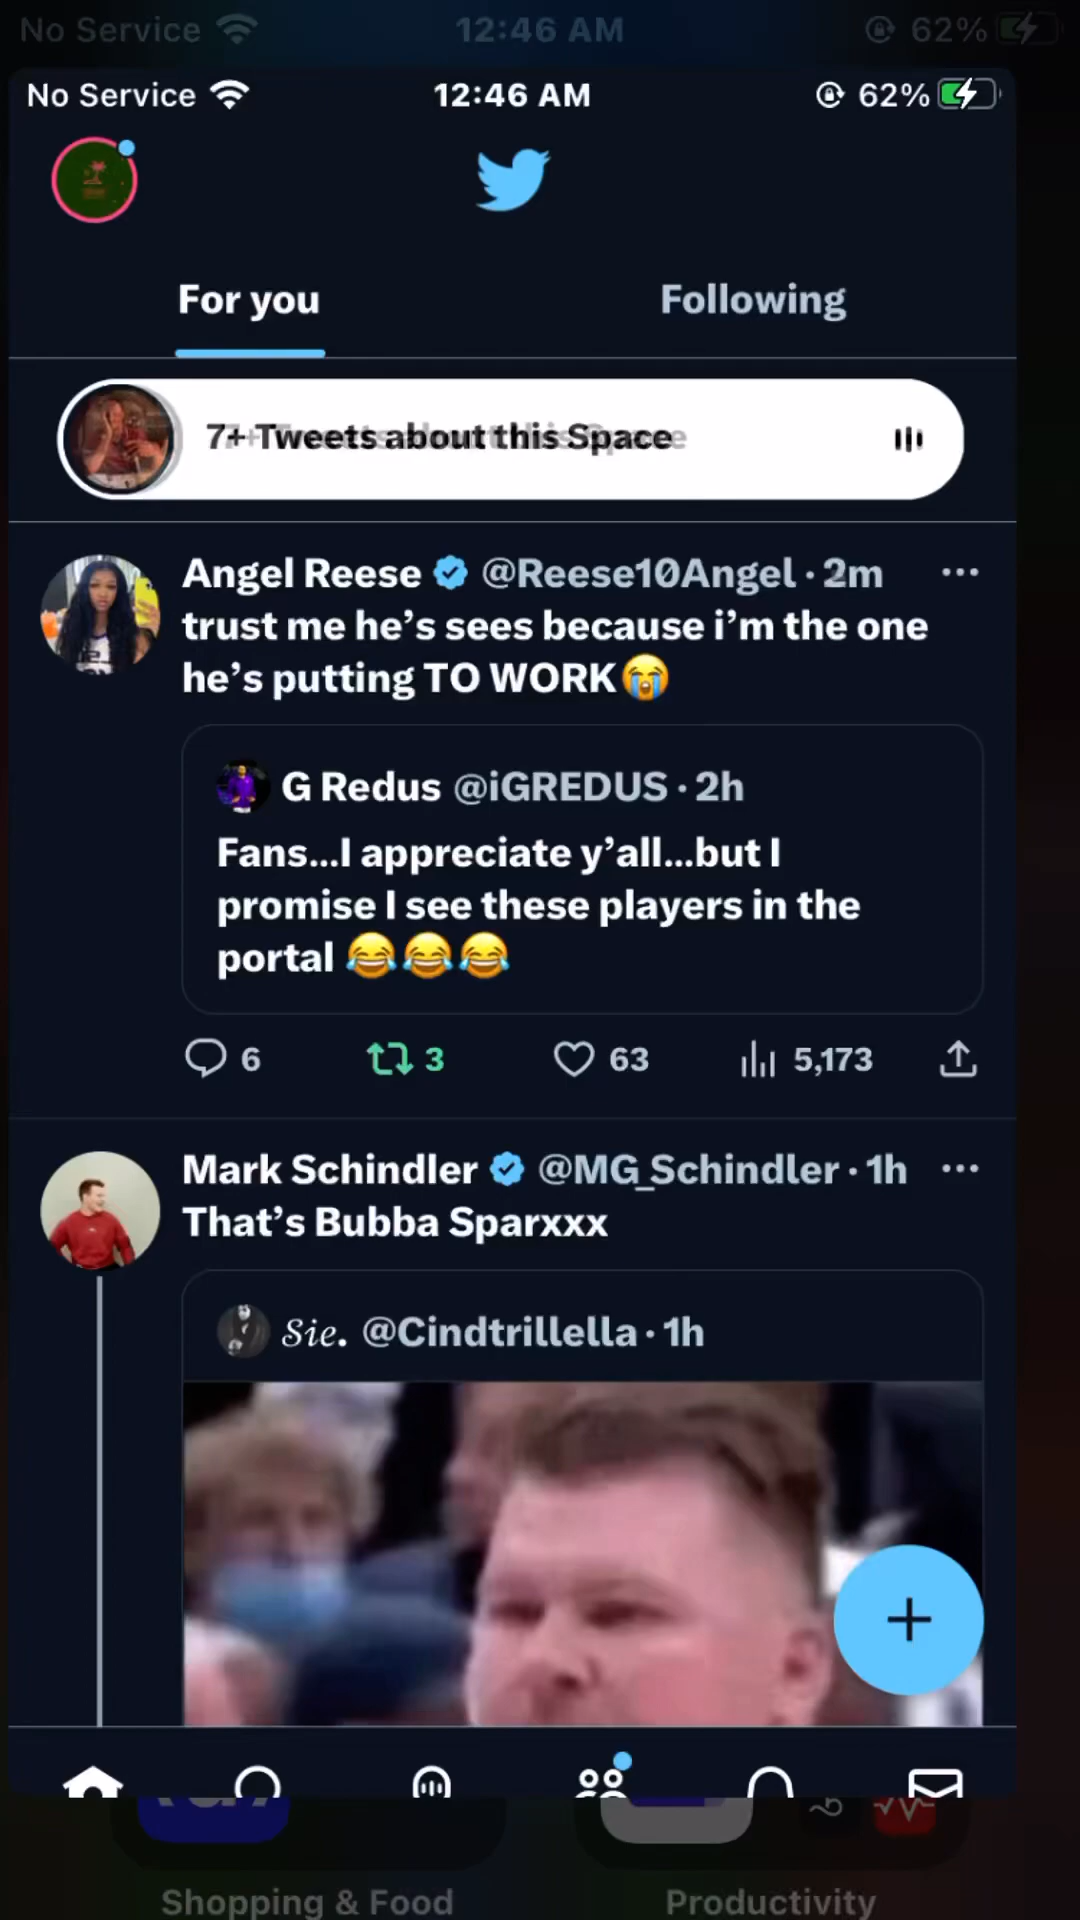 No Service 12:46 AM 62%
No Service 12:46 AM 62%
For you Following
7+ Tweets about this Space
Angel Reese @Reese10Angel · 2m
trust me he’s sees because i’m the one
he’s putting TO WORK😭
G Redus @iGREDUS · 2h
Fans...I appreciate y’all...but I
promise I see these players in the
portal 😂😂😂
6 3 63 5,173
Mark Schindler @MG_Schindler · 1h
That’s Bubba Sparxxx
𝒮𝒾𝑒. @Cindtrillella · 1h
Shopping & Food Productivity